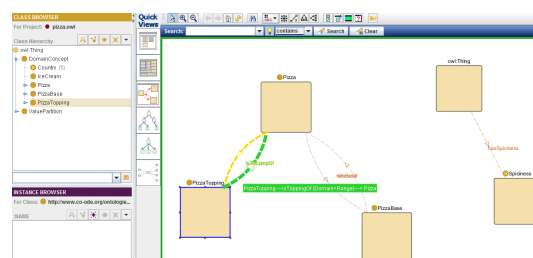 CLASS BROWSER
For Project: pizza.owl
Class Hierarchy
owl:Thing
DomainConcept
Country (5)
IceCream
Pizza
PizzaBase
PizzaTopping
ValuePartition
INSTANCE BROWSER
For Class: http://www.co-ode.org/ontologie...
NAME
Quick
Views
Search:
contains
Search
Clear
Pizza
owl:Thing
isToppingOf
hasSpiciness
PizzaTopping
PizzaTopping---isToppingOf (Domain>Range)---> Pizza
Spiciness
PizzaBase